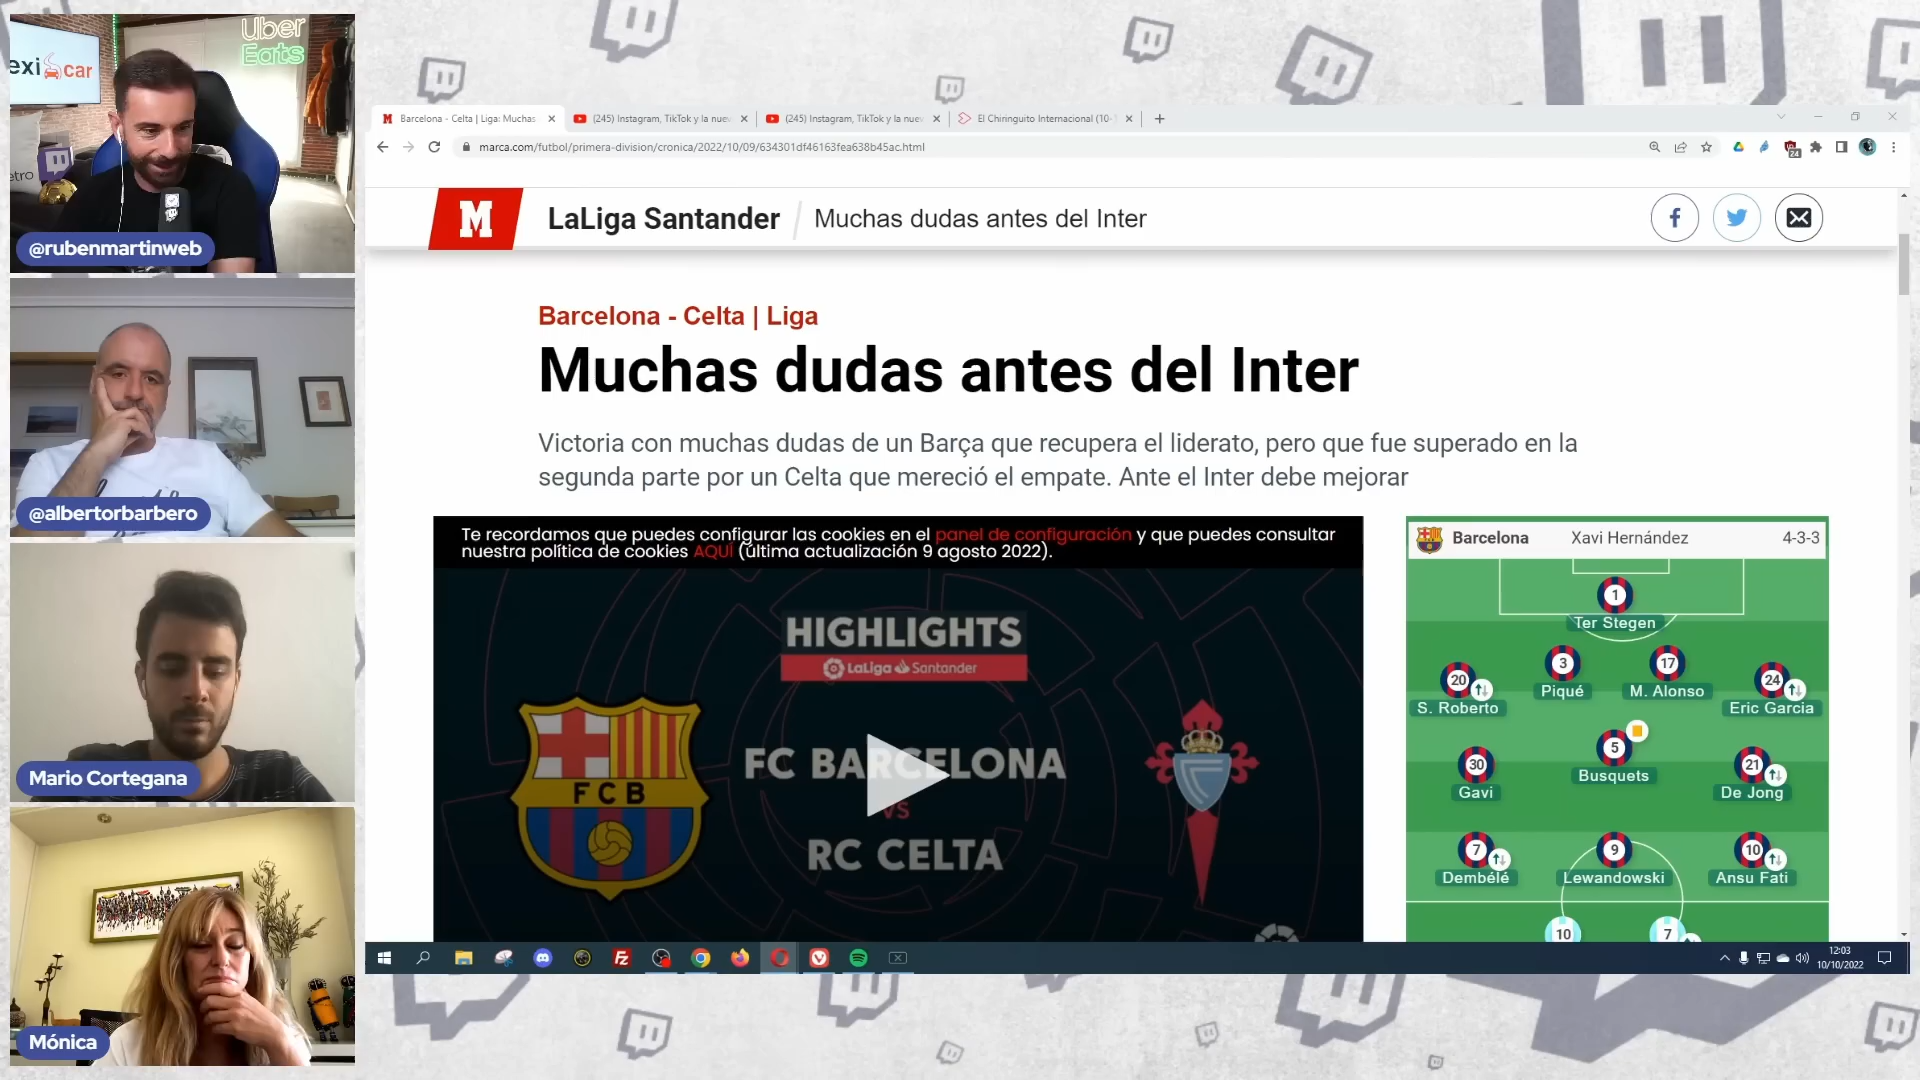 exi car
Uber
Eats
etro
@rubenmartinweb
@albertorbarbero
Mario Cortegana
Mónica
Barcelona - Celta | Liga: Muchas
(245) Instagram, TikTok y la nuev
(245) Instagram, TikTok y la nuev
El Chiringuito Internacional (10-
marca.com/futbol/primera-division/cronica/2022/10/09/634301df46163fea638b45ac.html
24
M
LaLiga Santander / Muchas dudas antes del Inter
Barcelona - Celta | Liga
Muchas dudas antes del Inter
Victoria con muchas dudas de un Barça que recupera el liderato, pero que fue superado en la
segunda parte por un Celta que mereció el empate. Ante el Inter debe mejorar
Te recordamos que puedes configurar las cookies en el panel de configuración y que puedes consultar
nuestra política de cookies AQUÍ (última actualización 9 agosto 2022).
HIGHLIGHTS
LaLiga Santander
FCB
FC BARCELONA
VS
RC CELTA
Barcelona Xavi Hernández 4-3-3
1
Ter Stegen
3 17
Piqué M. Alonso
20 24
S. Roberto Eric Garcia
5
Busquets
30 21
Gavi De Jong
7 9 10
Dembélé Lewandowski Ansu Fati
10 7
12:03
10/10/2022